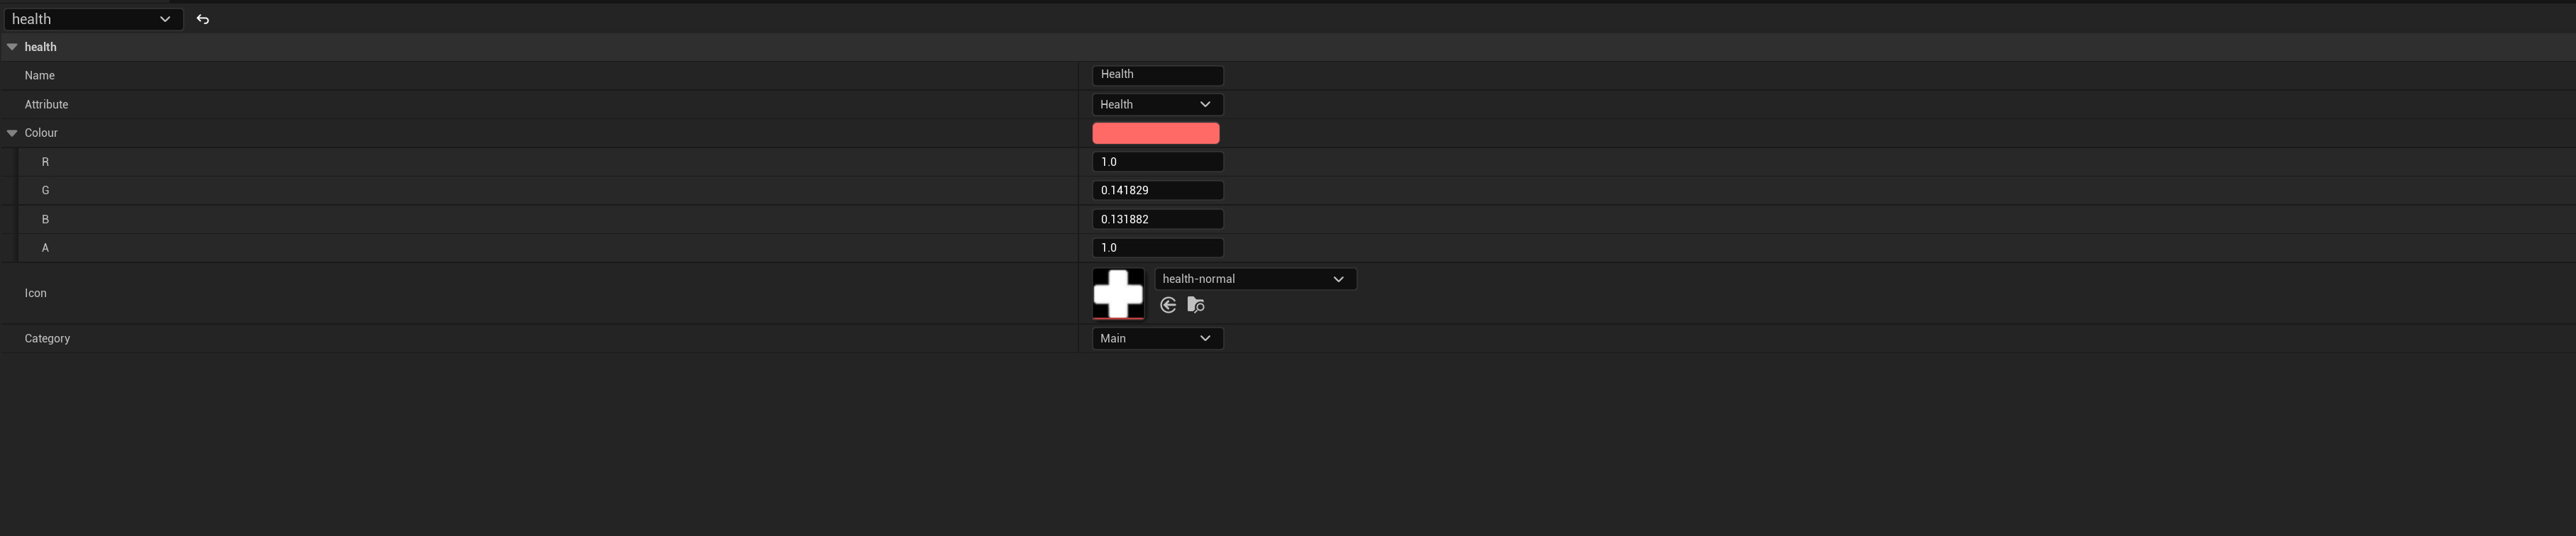 health
health
Name Health
Attribute Health
Colour
R 1.0
G 0.141829
B 0.131882
A 1.0
Icon health-normal
Category Main